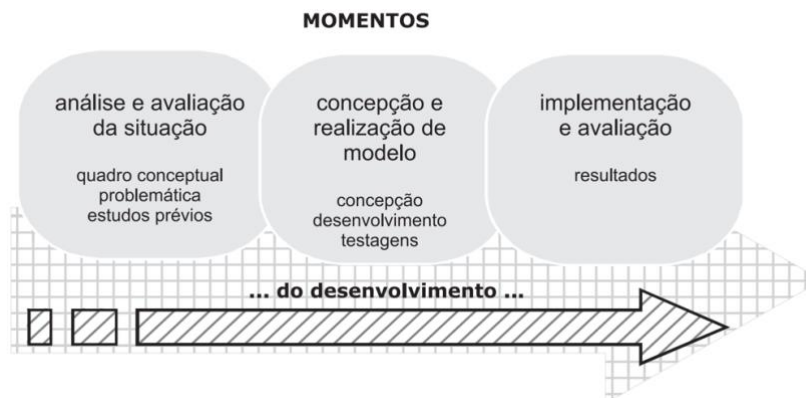 MOMENTOS
análise e avaliação
da situação
quadro conceptual
problemática
estudos prévios
concepção e
realização de
modelo
concepção
desenvolvimento
testagens
implementação
e avaliação
resultados
... do desenvolvimento ...